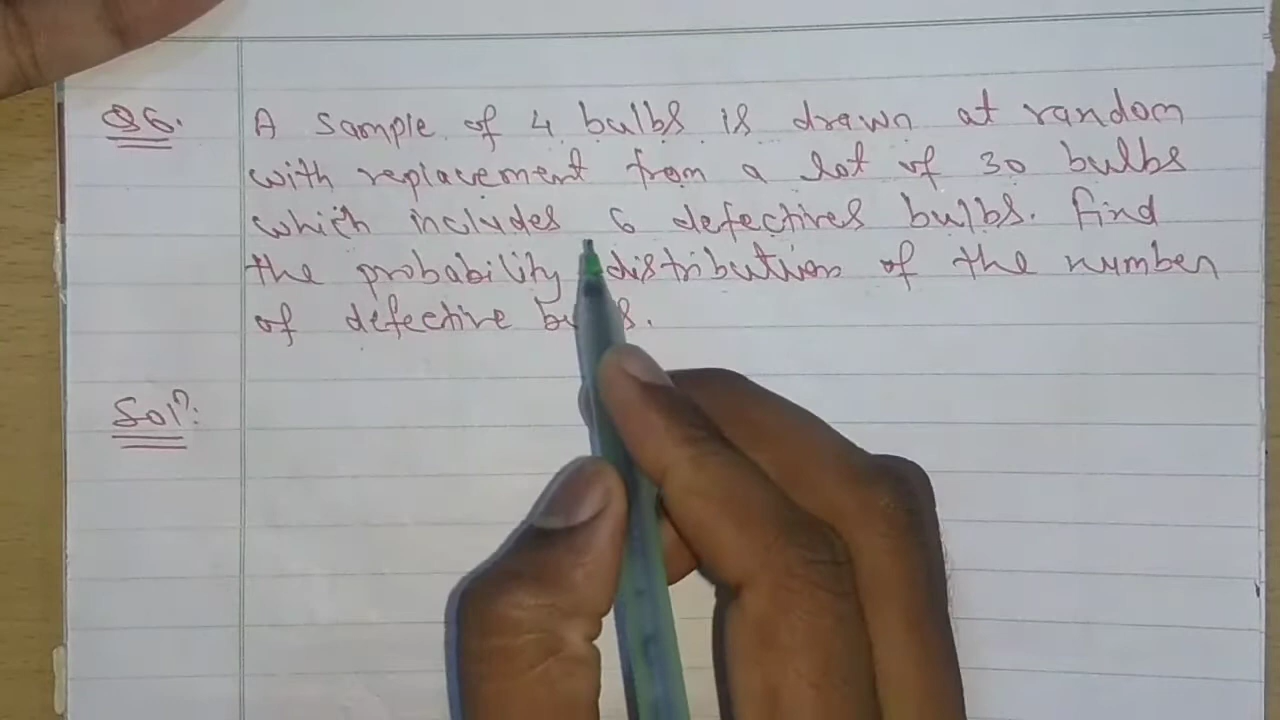 Q6. A sample of 4 bulbs is drawn at random
with replacement from a lot of 30 bulbs
which includes 6 defectives bulbs. Find
the probability distribution of the number
of defective
Solⁿ: